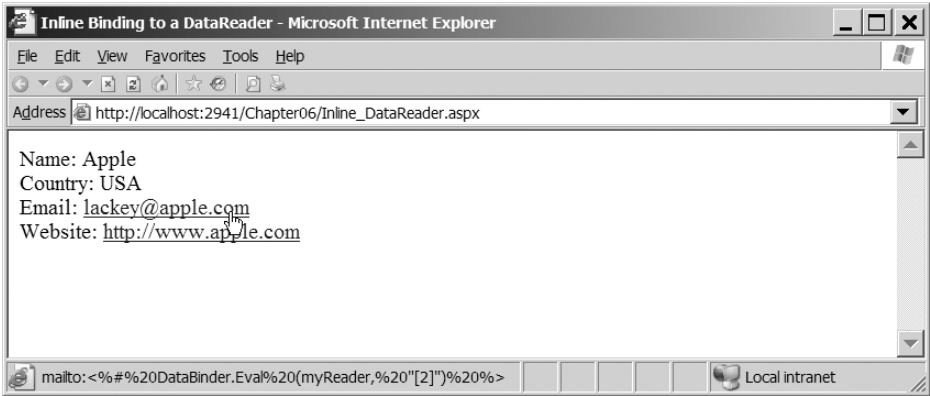 Inline Binding to a DataReader - Microsoft Internet Explorer
File Edit View Favorites Tools Help
Address http://localhost:2941/Chapter06/Inline_DataReader.aspx
Name: Apple
Country: USA
Email: lackey@apple.com
Website: http://www.apple.com
mailto:<%#%20DataBinder.Eval%20(myReader,%20"[2]")%20%> Local intranet